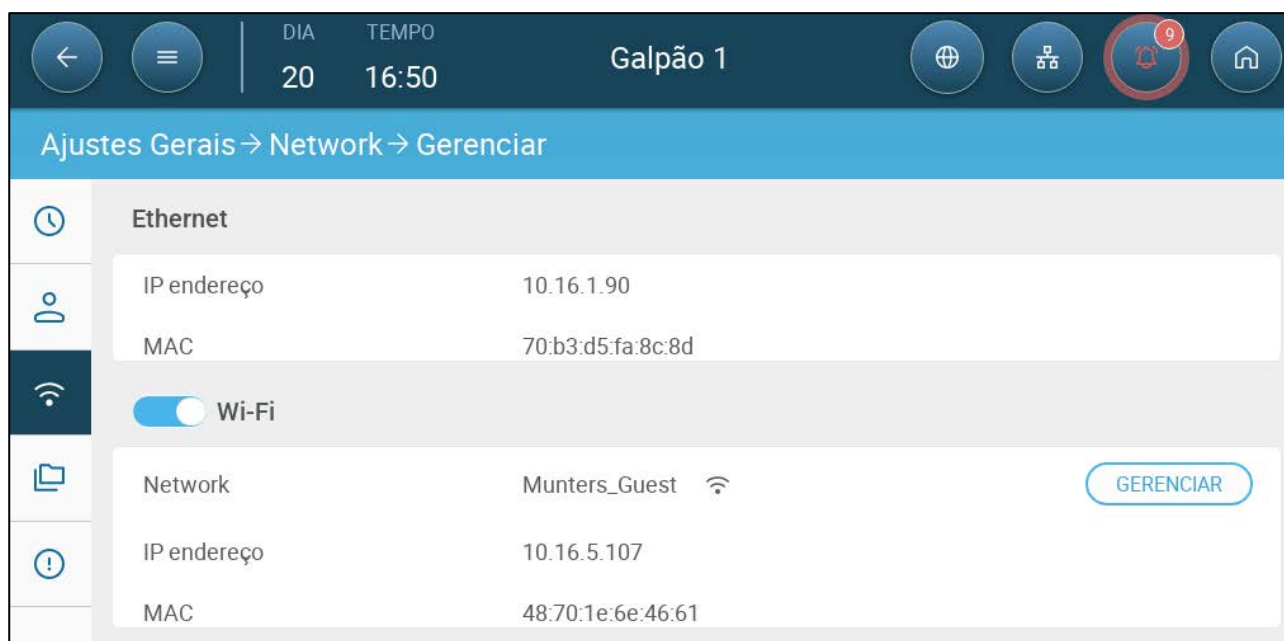 DIA TEMPO
20 16:50 Galpão 1 9
Ajustes Gerais → Network → Gerenciar
Ethernet
IP endereço 10.16.1.90
MAC 70:b3:d5:fa:8c:8d
Wi-Fi
Network Munters_Guest GERENCIAR
IP endereço 10.16.5.107
MAC 48:70:1e:6e:46:61